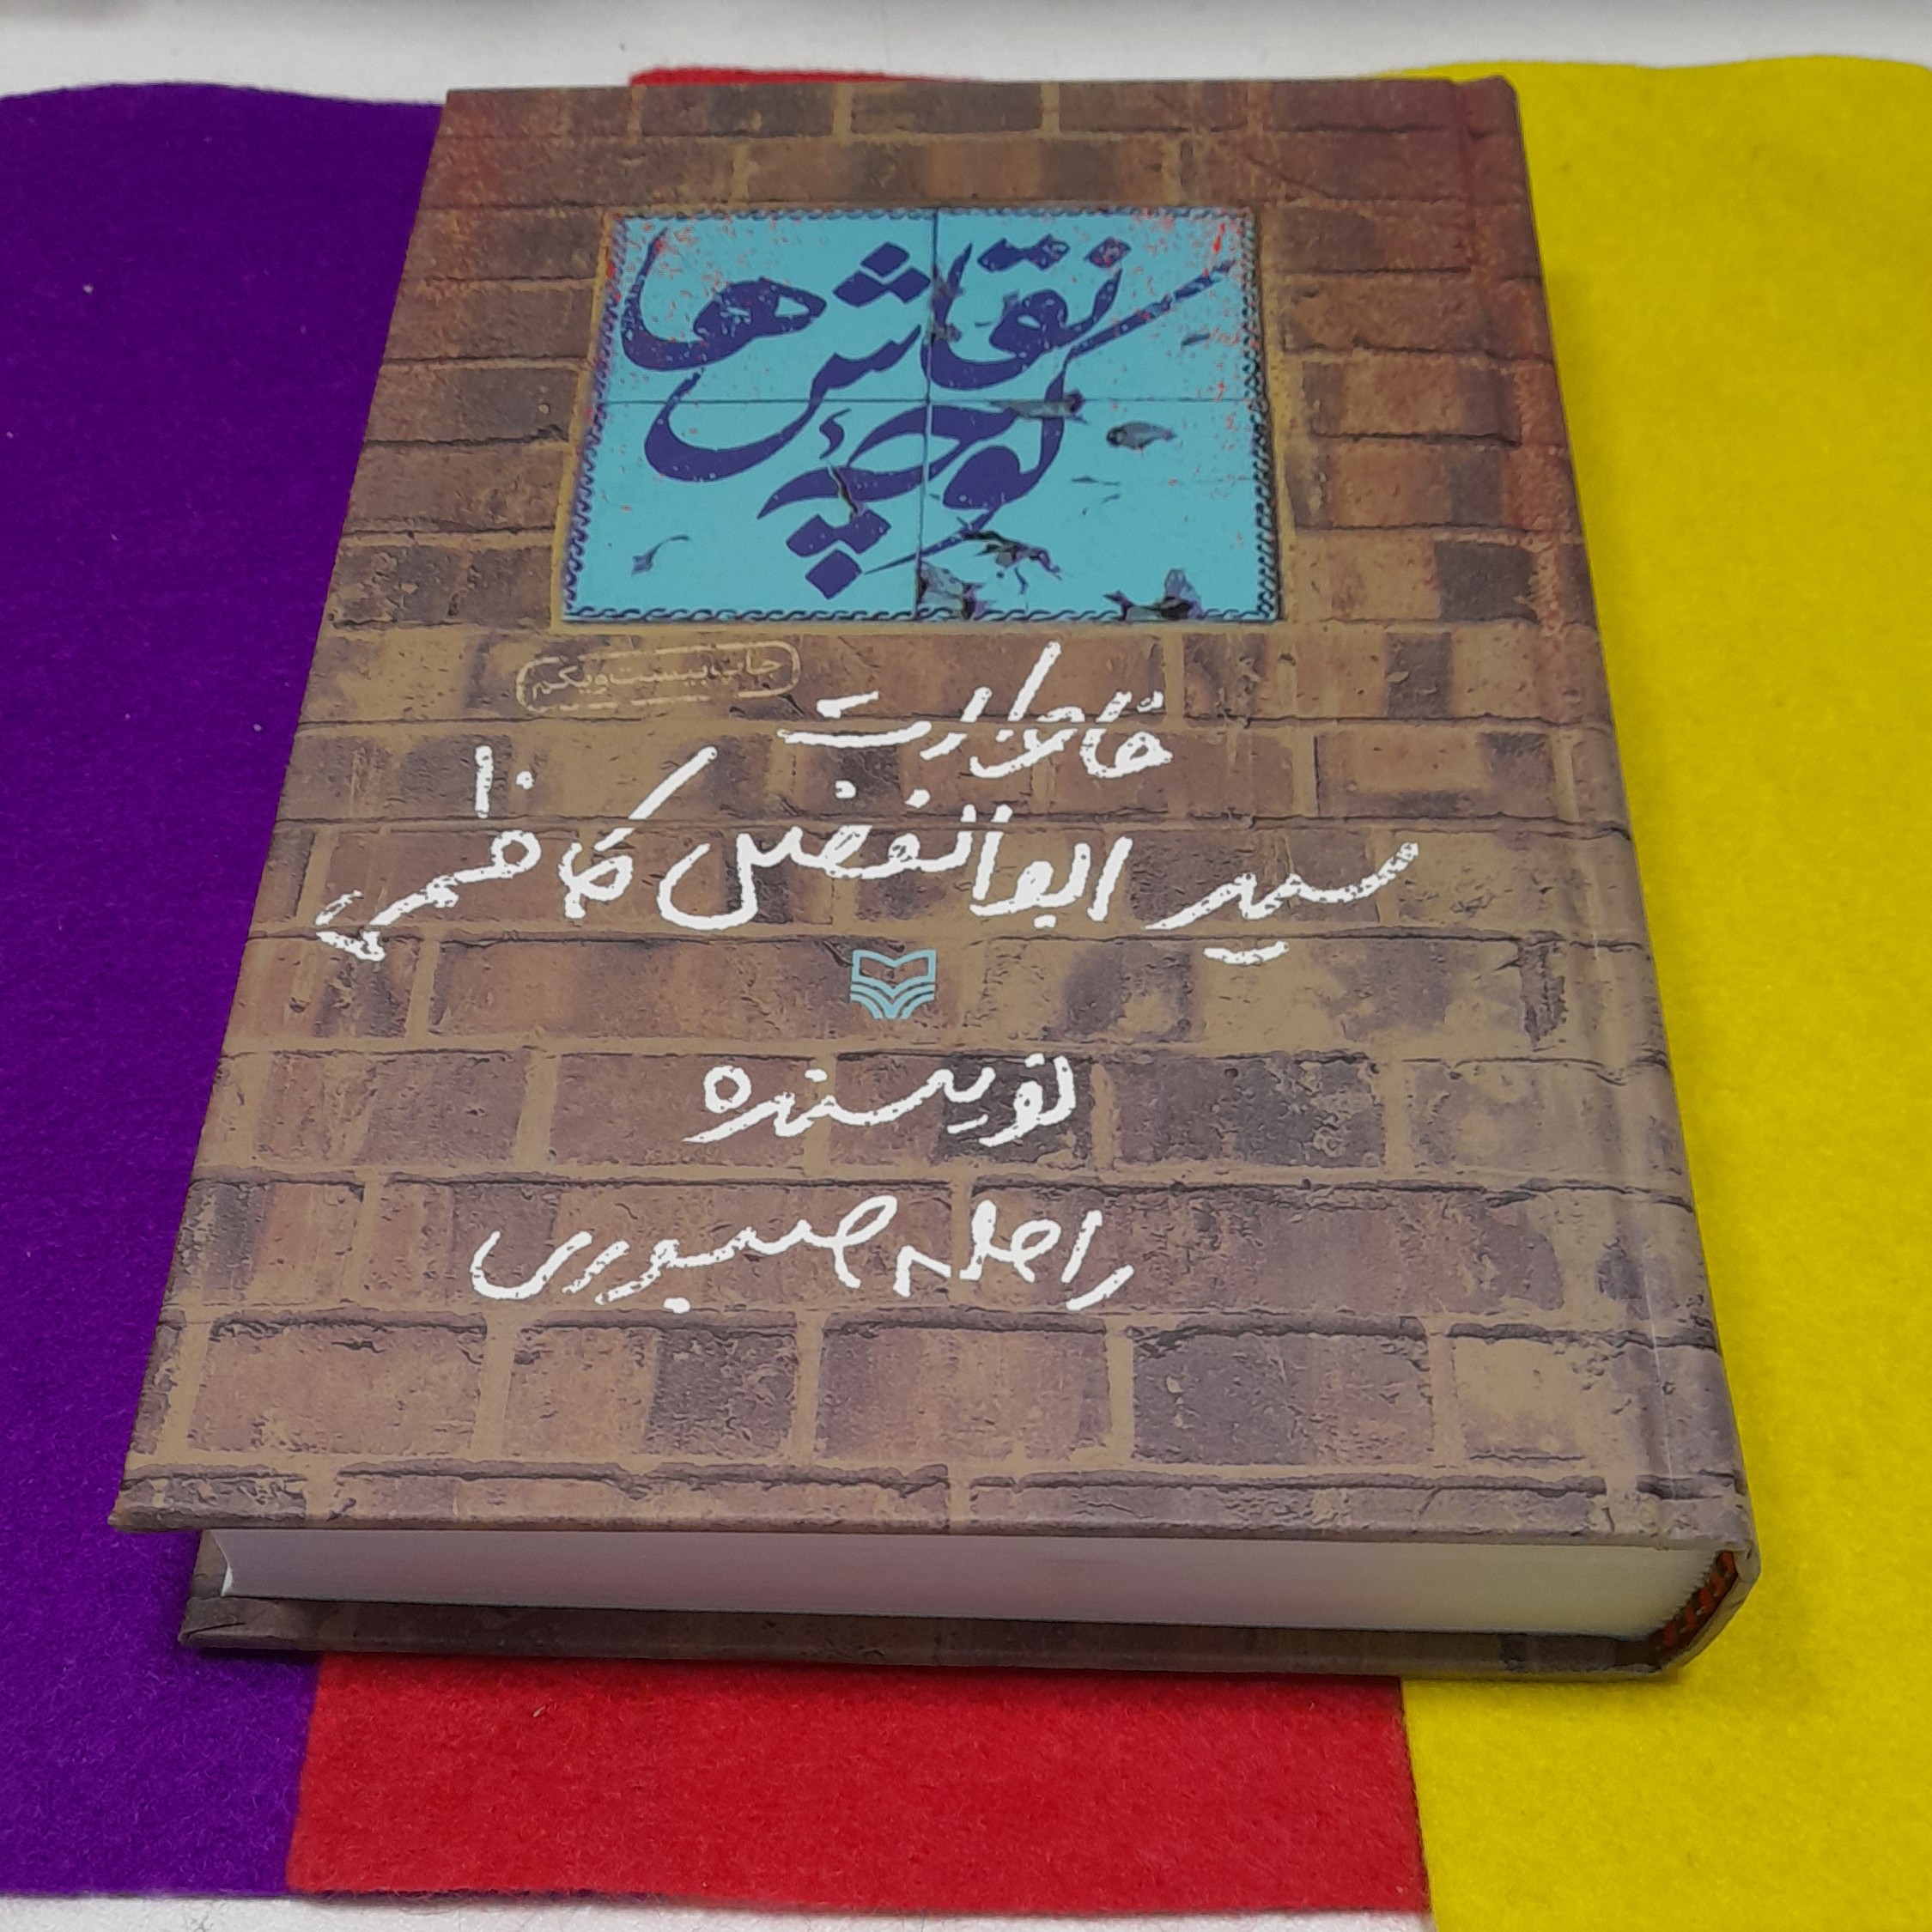 کوچه نقاش‌ها
چاپ بیست و یکم
خاطرات
سید ابوالفضل کاظمی
نویسنده
راحله صبوری